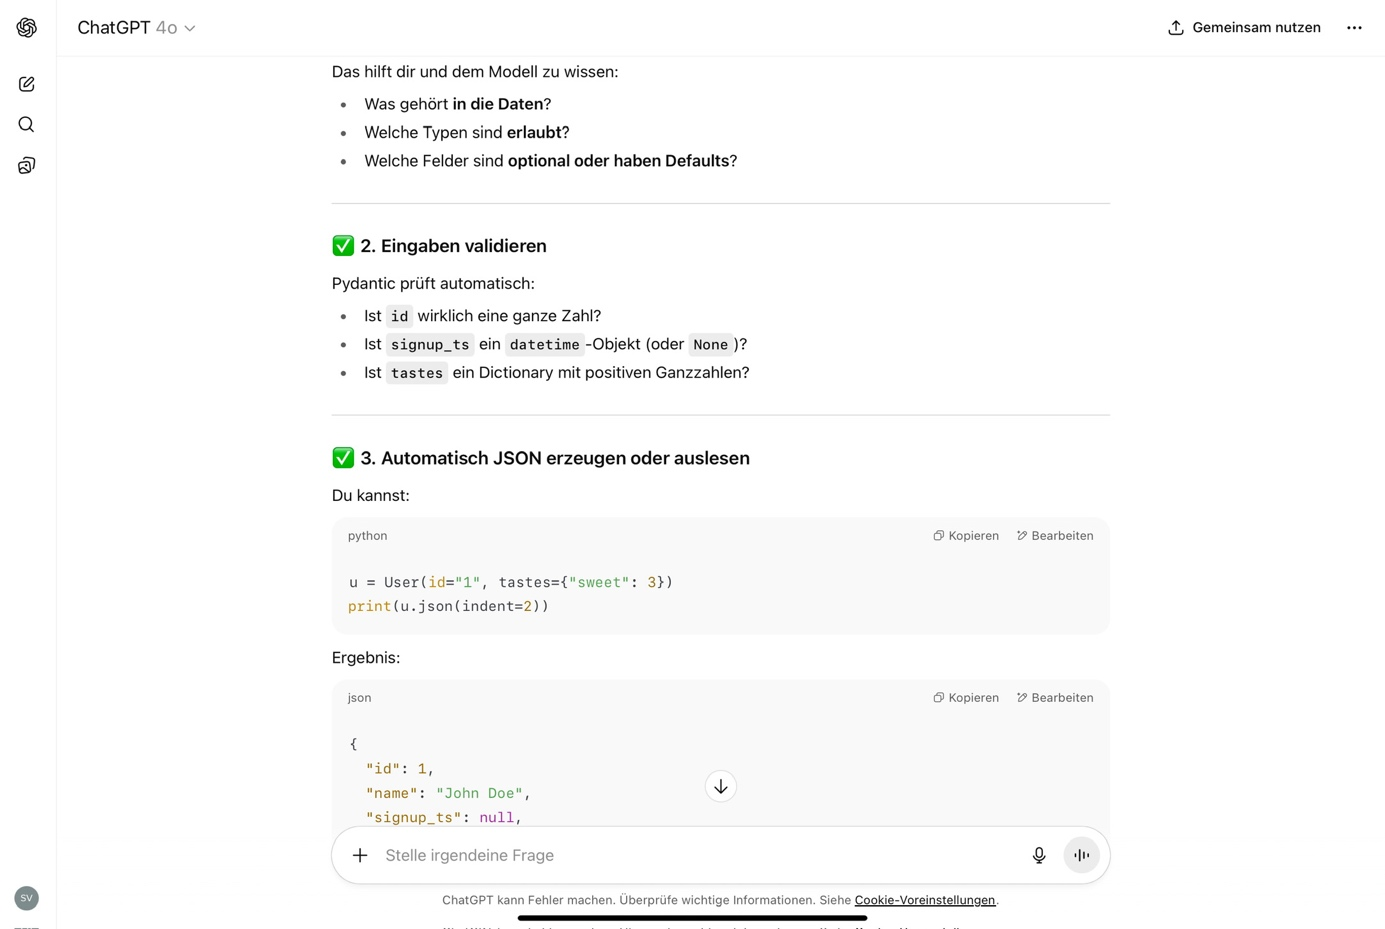 ChatGPT 4o
Gemeinsam nutzen
Das hilft dir und dem Modell zu wissen:
• Was gehört in die Daten?
• Welche Typen sind erlaubt?
• Welche Felder sind optional oder haben Defaults?
✅ 2. Eingaben validieren
Pydantic prüft automatisch:
• Ist id wirklich eine ganze Zahl?
• Ist signup_ts ein datetime-Objekt (oder None)?
• Ist tastes ein Dictionary mit positiven Ganzzahlen?
✅ 3. Automatisch JSON erzeugen oder auslesen
Du kannst:
python
Kopieren
Bearbeiten
u = User(id="1", tastes={"sweet": 3})
print(u.json(indent=2))
Ergebnis:
json
Kopieren
Bearbeiten
{
"id": 1,
"name": "John Doe",
"signup_ts": null,
Stelle irgendeine Frage
SV
ChatGPT kann Fehler machen. Überprüfe wichtige Informationen. Siehe Cookie-Voreinstellungen.